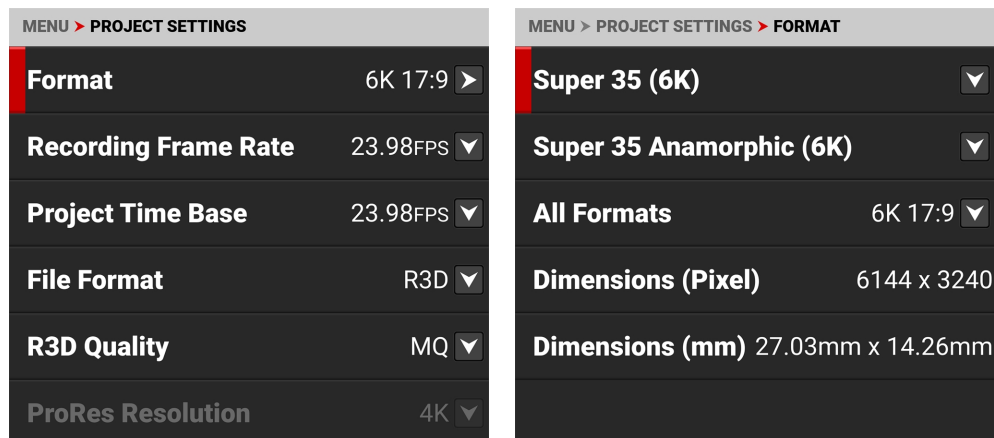 MENU ➤ PROJECT SETTINGS
Format 6K 17:9
Recording Frame Rate 23.98FPS
Project Time Base 23.98FPS
File Format R3D
R3D Quality MQ
ProRes Resolution 4K
MENU ➤ PROJECT SETTINGS ➤ FORMAT
Super 35 (6K)
Super 35 Anamorphic (6K)
All Formats 6K 17:9
Dimensions (Pixel) 6144 x 3240
Dimensions (mm) 27.03mm x 14.26mm